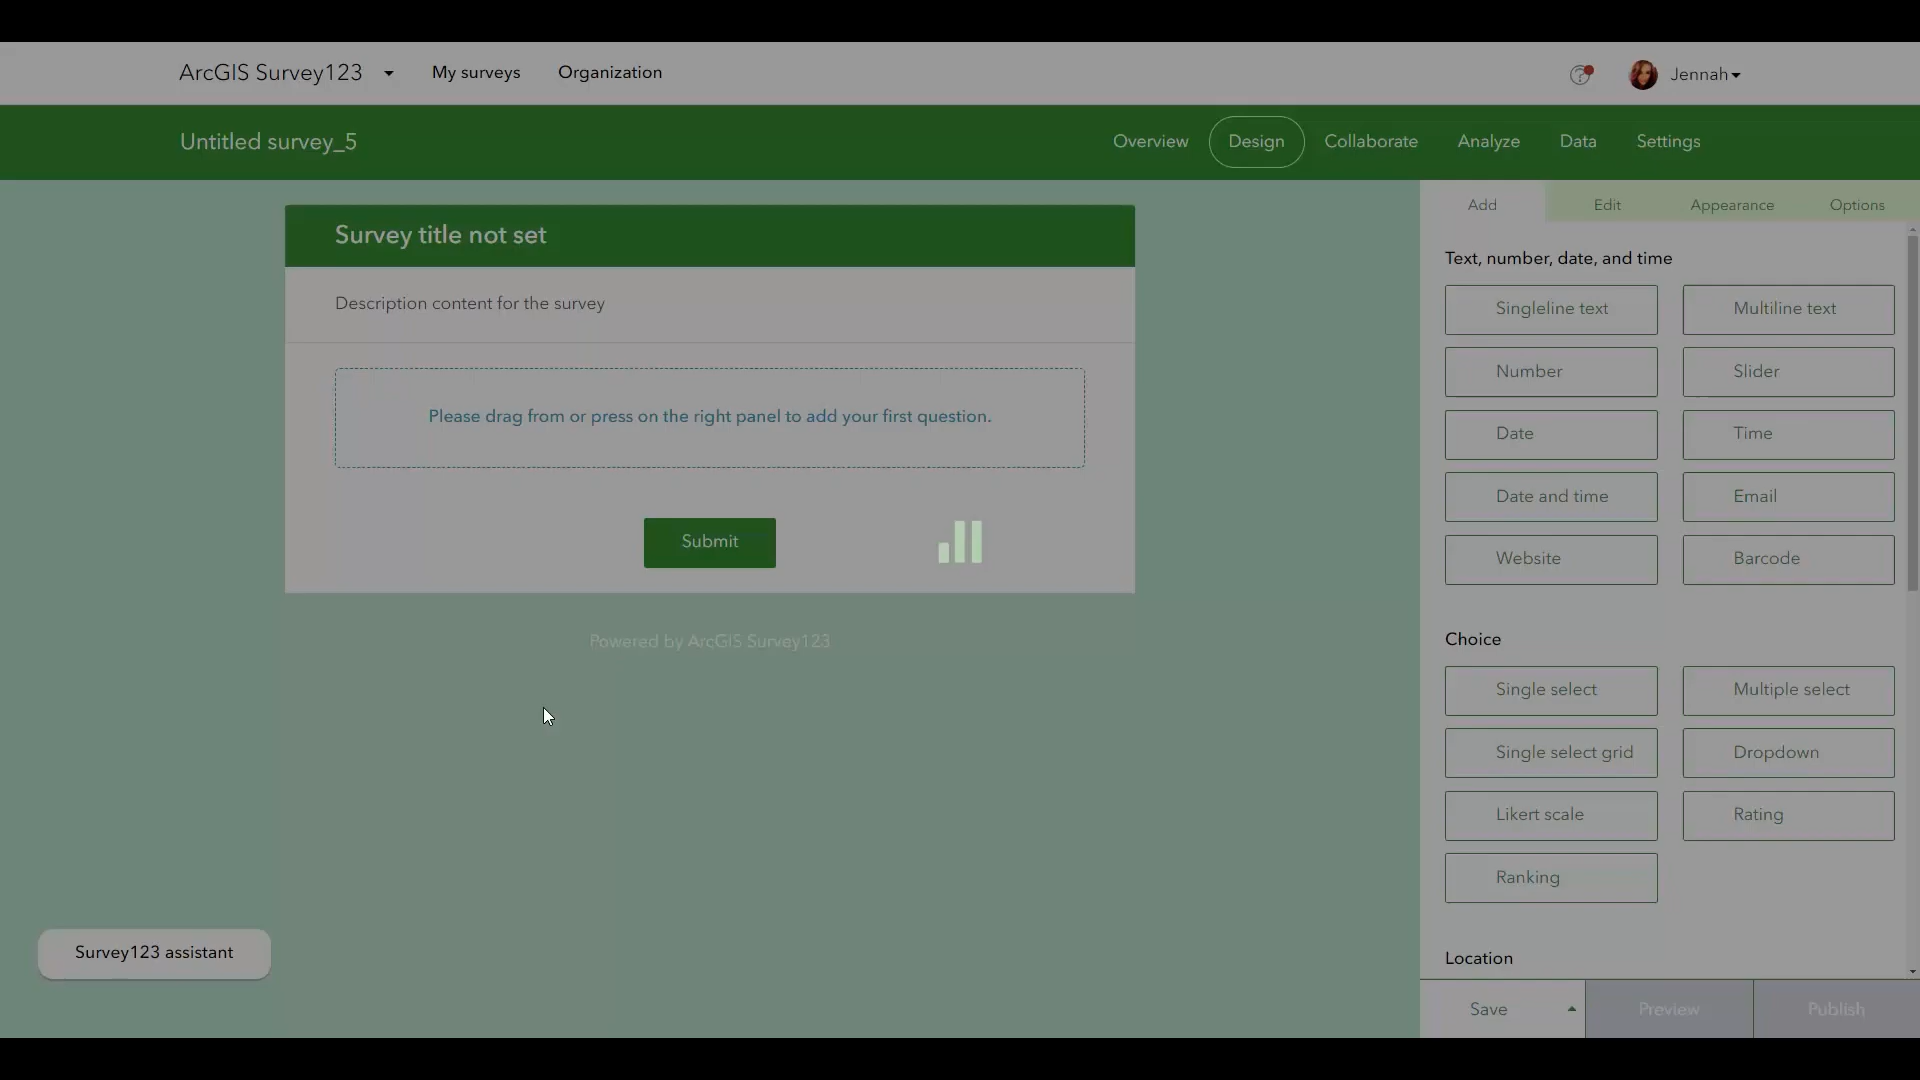 ArcGIS Survey123
My surveys
Organization
Jennah
Untitled survey_5
Overview
Design
Collaborate
Analyze
Data
Settings
Survey title not set
Description content for the survey
Please drag from or press on the right panel to add your first question.
Submit
Powered by ArcGIS Survey123
Survey123 assistant
Add
Edit
Appearance
Options
Text, number, date, and time
Singleline text
Multiline text
Number
Slider
Date
Time
Date and time
Email
Website
Barcode
Choice
Single select
Multiple select
Single select grid
Dropdown
Likert scale
Rating
Ranking
Location
Save
Preview
Publish